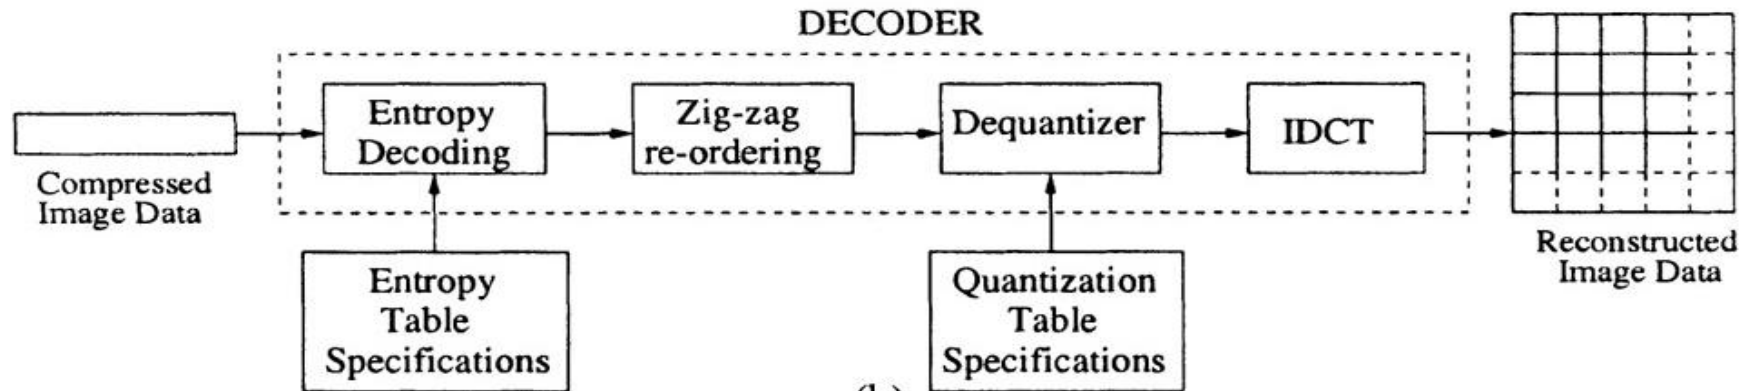 DECODER
Entropy
Decoding
Zig-zag
re-ordering
Dequantizer
IDCT
Compressed
Image Data
Reconstructed
Image Data
Entropy
Table
Specifications
Quantization
Table
Specifications